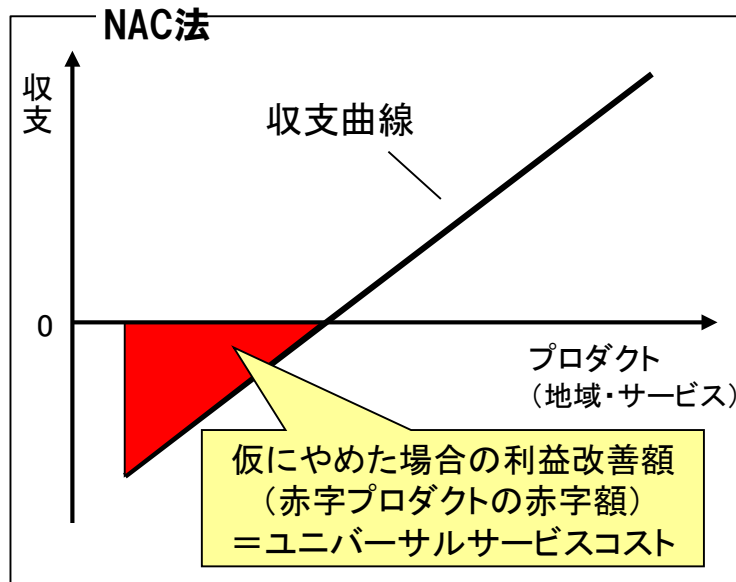 NAC法
収支
収支曲線
0
プロダクト
(地域・サービス)
仮にやめた場合の利益改善額
(赤字プロダクトの赤字額)
＝ユニバーサルサービスコスト